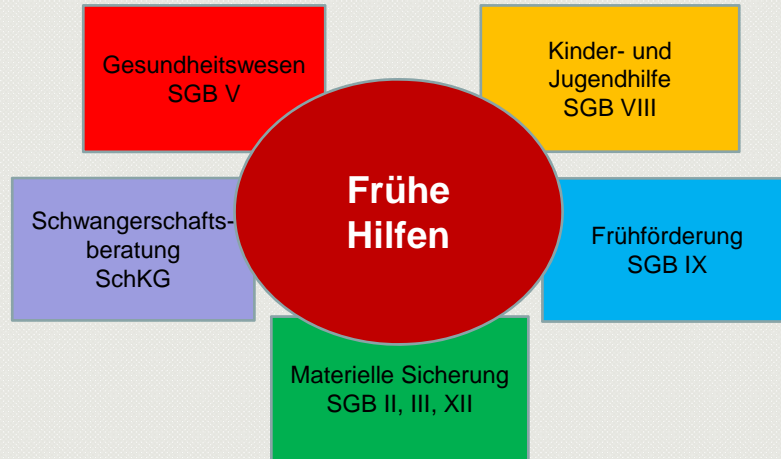 Gesundheitswesen
SGB V
Kinder- und
Jugendhilfe
SGB VIII
Frühe
Hilfen
Schwangerschafts-
beratung
SchKG
Frühförderung
SGB IX
Materielle Sicherung
SGB II, III, XII